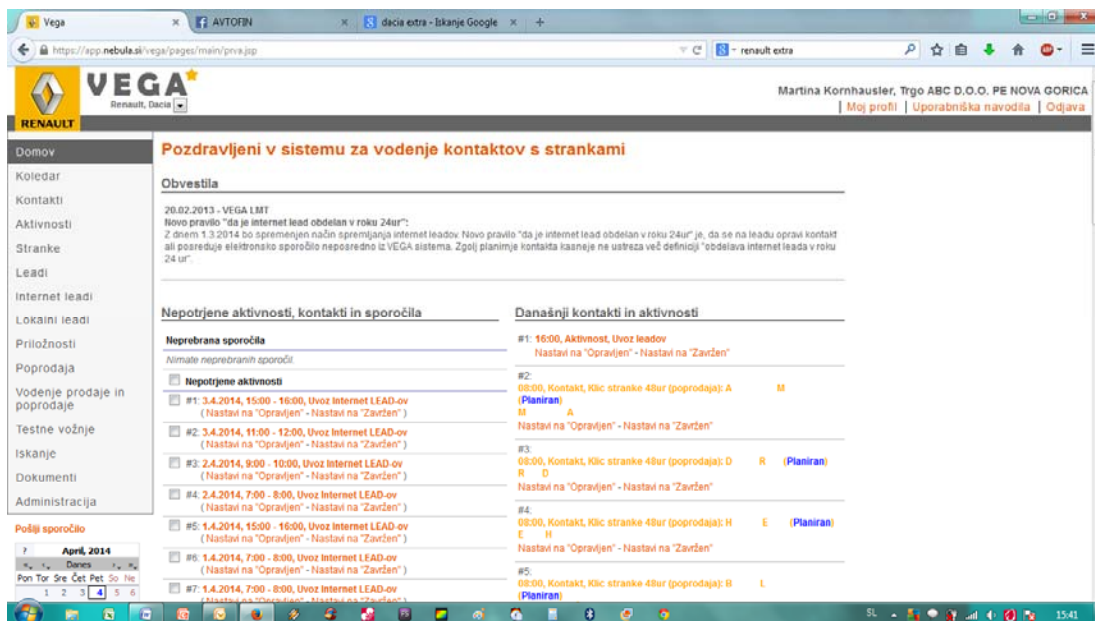 Vega
AVTOFIN
dacia extra - Iskanje Google
https://app.nebula.si/vega/pages/main/prva.jsp
renault extra
RENAULT
VEGA
Renault, Dacia
Martina Kornhausler, Trgo ABC D.O.O. PE NOVA GORICA
| Moj profil | Uporabniška navodila | Odjava
Domov
Koledar
Kontakti
Aktivnosti
Stranke
Leadi
Internet leadi
Lokalni leadi
Priložnosti
Poprodaja
Vodenje prodaje in
poprodaje
Testne vožnje
Iskanje
Dokumenti
Administracija
Pošlji sporočilo
? April, 2014
«, ‹, Danes ›, »,
Pon Tor Sre Čet Pet So Ne
1 2 3 4 5 6
Pozdravljeni v sistemu za vodenje kontaktov s strankami
Obvestila
20.02.2013 - VEGA LMT
Novo pravilo "da je internet lead obdelan v roku 24ur":
Z dnem 1.3.2014 bo spremenjen način spremljanja internet leadov. Novo pravilo "da je internet lead obdelan v roku 24ur" je, da se na leadu opravi kontakt
ali posreduje elektronsko sporočilo neposredno iz VEGA sistema. Zgolj planirnje kontakta kasneje ne ustreza več definiciji "obdelava internet leada v roku
24 ur".
Nepotrjene aktivnosti, kontakti in sporočila
Neprebrana sporočila
Nimate neprebranih sporočil.
Nepotrjene aktivnosti
#1: 3.4.2014, 15:00 - 16:00, Uvoz Internet LEAD-ov
( Nastavi na "Opravljen" - Nastavi na "Završen" )
#2: 3.4.2014, 11:00 - 12:00, Uvoz Internet LEAD-ov
( Nastavi na "Opravljen" - Nastavi na "Završen" )
#3: 2.4.2014, 9:00 - 10:00, Uvoz Internet LEAD-ov
( Nastavi na "Opravljen" - Nastavi na "Završen" )
#4: 2.4.2014, 7:00 - 8:00, Uvoz Internet LEAD-ov
( Nastavi na "Opravljen" - Nastavi na "Završen" )
#5: 1.4.2014, 15:00 - 16:00, Uvoz Internet LEAD-ov
( Nastavi na "Opravljen" - Nastavi na "Završen" )
#6: 1.4.2014, 7:00 - 8:00, Uvoz Internet LEAD-ov
( Nastavi na "Opravljen" - Nastavi na "Završen" )
#7: 1.4.2014, 7:00 - 8:00, Uvoz Internet LEAD-ov
( Nastavi na "Opravljen" - Nastavi na "Završen" )
Današnji kontakti in aktivnosti
#1: 16:00, Aktivnost, Uvoz leadov
Nastavi na "Opravljen" - Nastavi na "Završen"
#2:
08:00, Kontakt, Klic stranke 48ur (poprodaja): A M
(Planiran)
M A
Nastavi na "Opravljen" - Nastavi na "Završen"
#3:
08:00, Kontakt, Klic stranke 48ur (poprodaja): D R (Planiran)
R D
Nastavi na "Opravljen" - Nastavi na "Završen"
#4:
08:00, Kontakt, Klic stranke 48ur (poprodaja): H E (Planiran)
E H
Nastavi na "Opravljen" - Nastavi na "Završen"
#5:
08:00, Kontakt, Klic stranke 48ur (poprodaja): B L
(Planiran)
SL
15:41